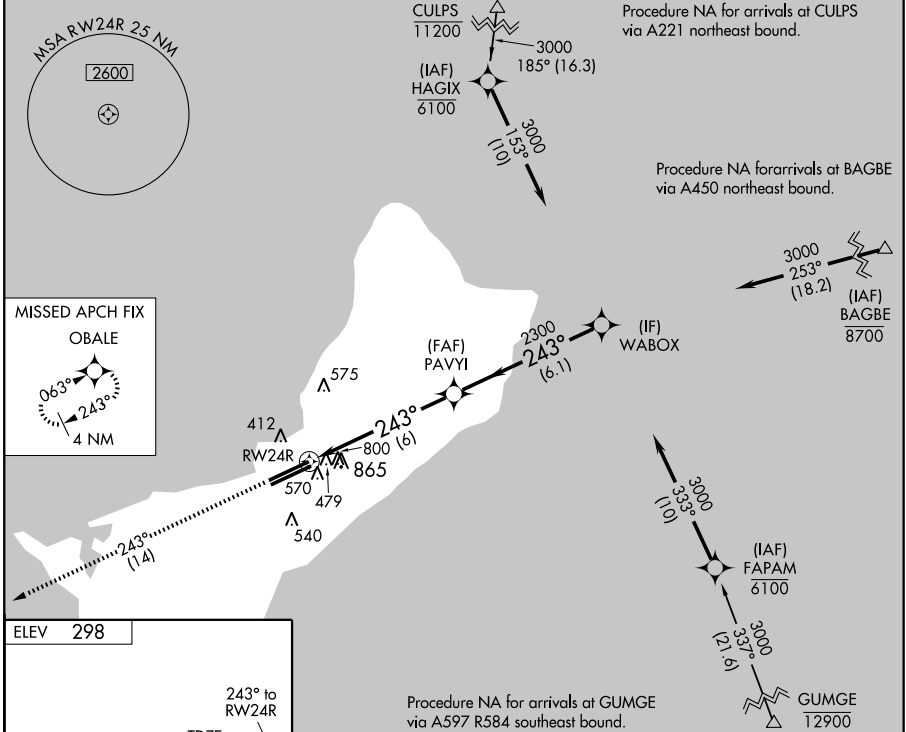 MSA RW24R 25 NM
2600
CULPS
11200
3000
185° (16.3)
(IAF)
HAGIX
6100
3000
153°
(10)
Procedure NA for arrivals at CULPS
via A221 northeast bound.
Procedure NA forarrivals at BAGBE
via A450 northeast bound.
3000
253°
(18.2)
(IAF)
BAGBE
8700
MISSED APCH FIX
OBALE
063°
243°
4 NM
(FAF)
PAVYI
2300
243°
(6.1)
(IF)
WABOX
575
412
RW24R
243°
(6)
800
865
570
479
540
243°
(14)
3000
333°
(10)
(IAF)
FAPAM
6100
3000
337°
(21.6)
GUMGE
12900
Procedure NA for arrivals at GUMGE
via A597 R584 southeast bound.
ELEV 298
243° to
RW24R